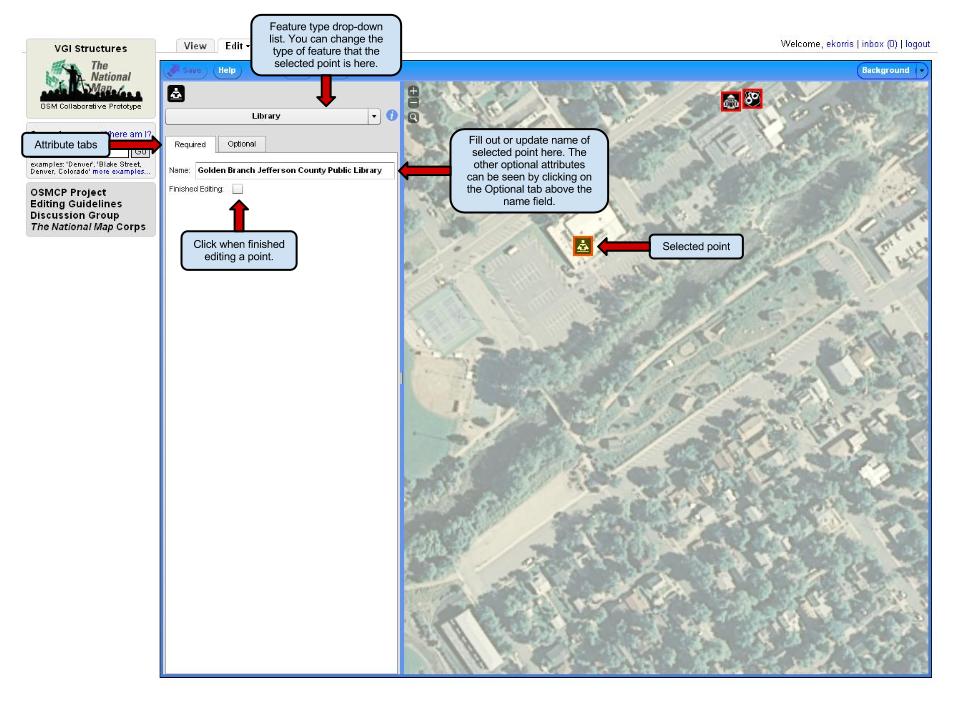 VGI Structures
The
National
Map
OSM Collaborative Prototype
View
Edit
Welcome, ekorris | inbox (0) | logout
Feature type drop-down
list. You can change the
type of feature that the
selected point is here.
Save
Help
Background
Library
i
here am I?
Go
examples: 'Denver', 'Blake Street,
Denver, Colorado' more examples...
Attribute tabs
Required
Optional
Name: Golden Branch Jefferson County Public Library
Finished Editing:
Fill out or update name of
selected point here. The
other optional attributes
can be seen by clicking on
the Optional tab above the
name field.
OSMCP Project
Editing Guidelines
Discussion Group
The National Map Corps
Click when finished
editing a point.
Selected point